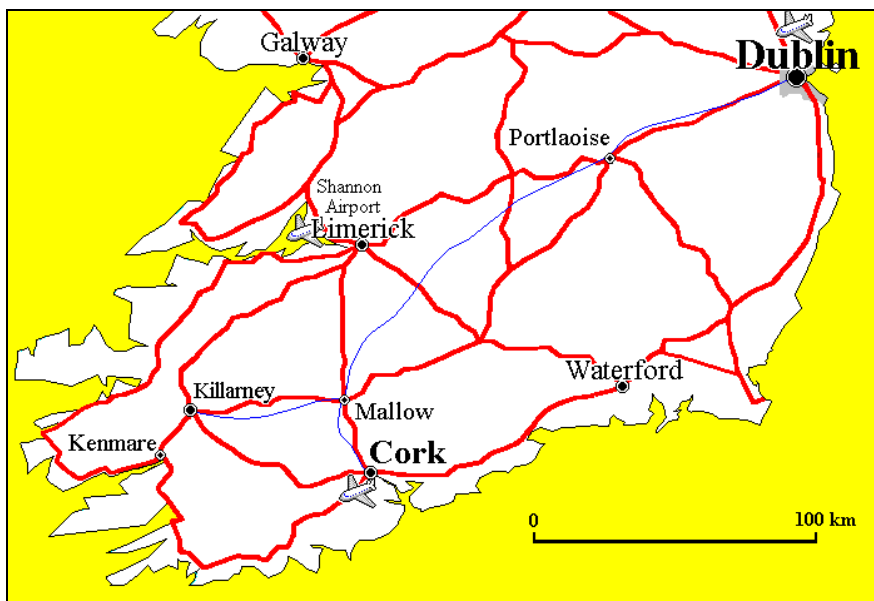 Galway
Dublin
Portlaoise
Shannon
Airport
Limerick
Killarney
Waterford
Mallow
Kenmare
Cork
0 100 km